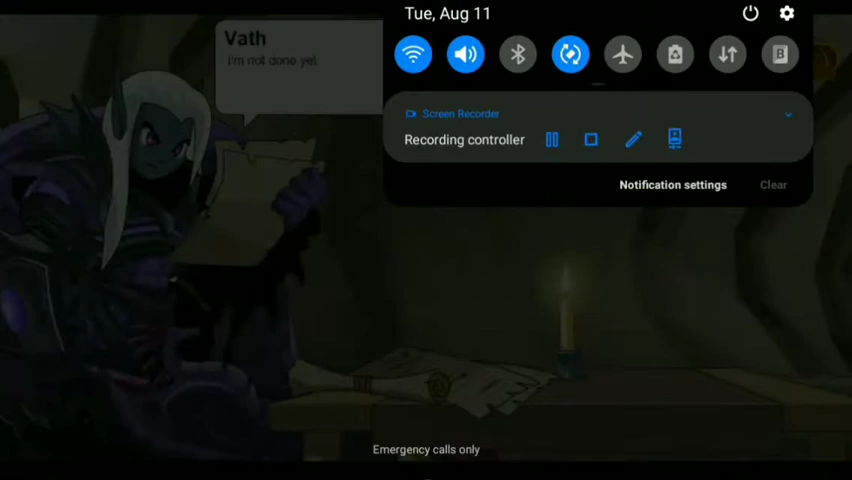 Tue, Aug 11
Vath
I'm not done yet.
Screen Recorder
Recording controller
Notification settings
Clear
Emergency calls only